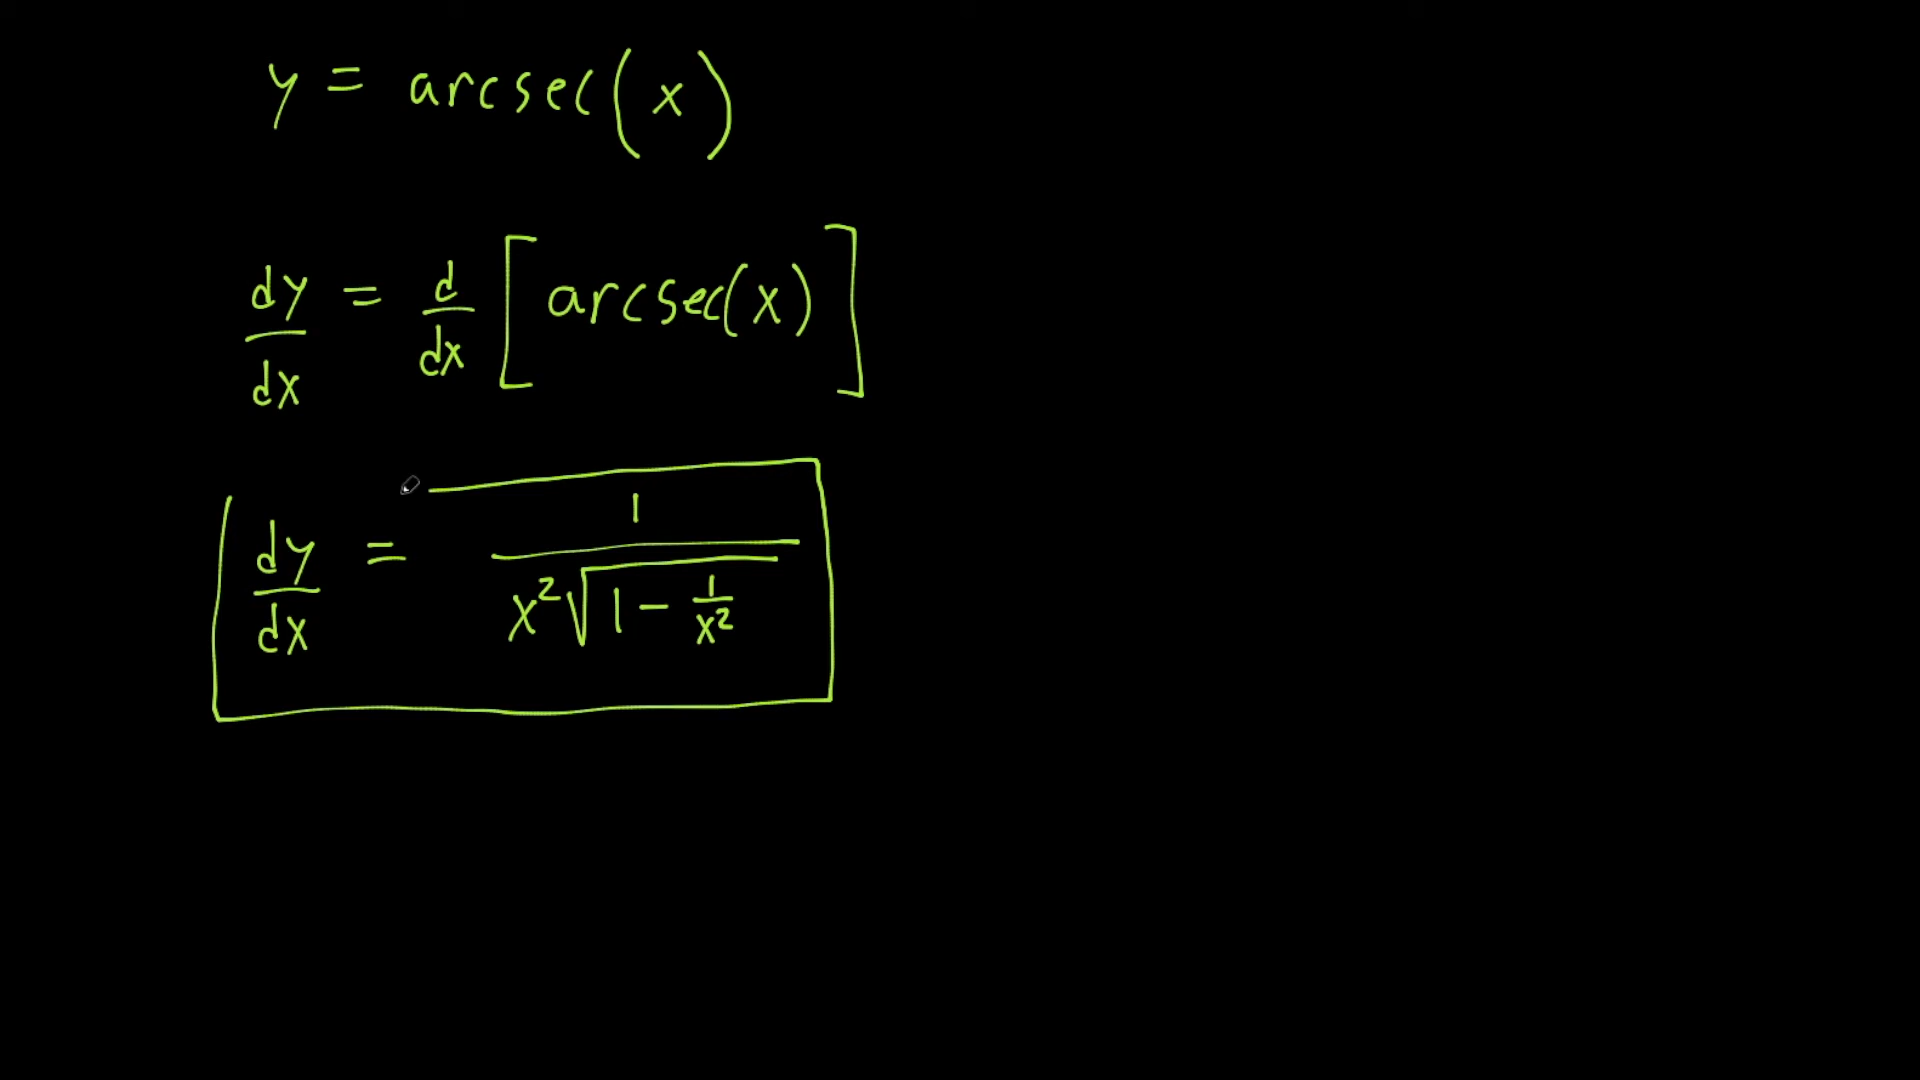 y = arcsec(x)
dy/dx = d/dx [arcsec(x)]
dy/dx = 1/(x²√(1 - 1/x²))